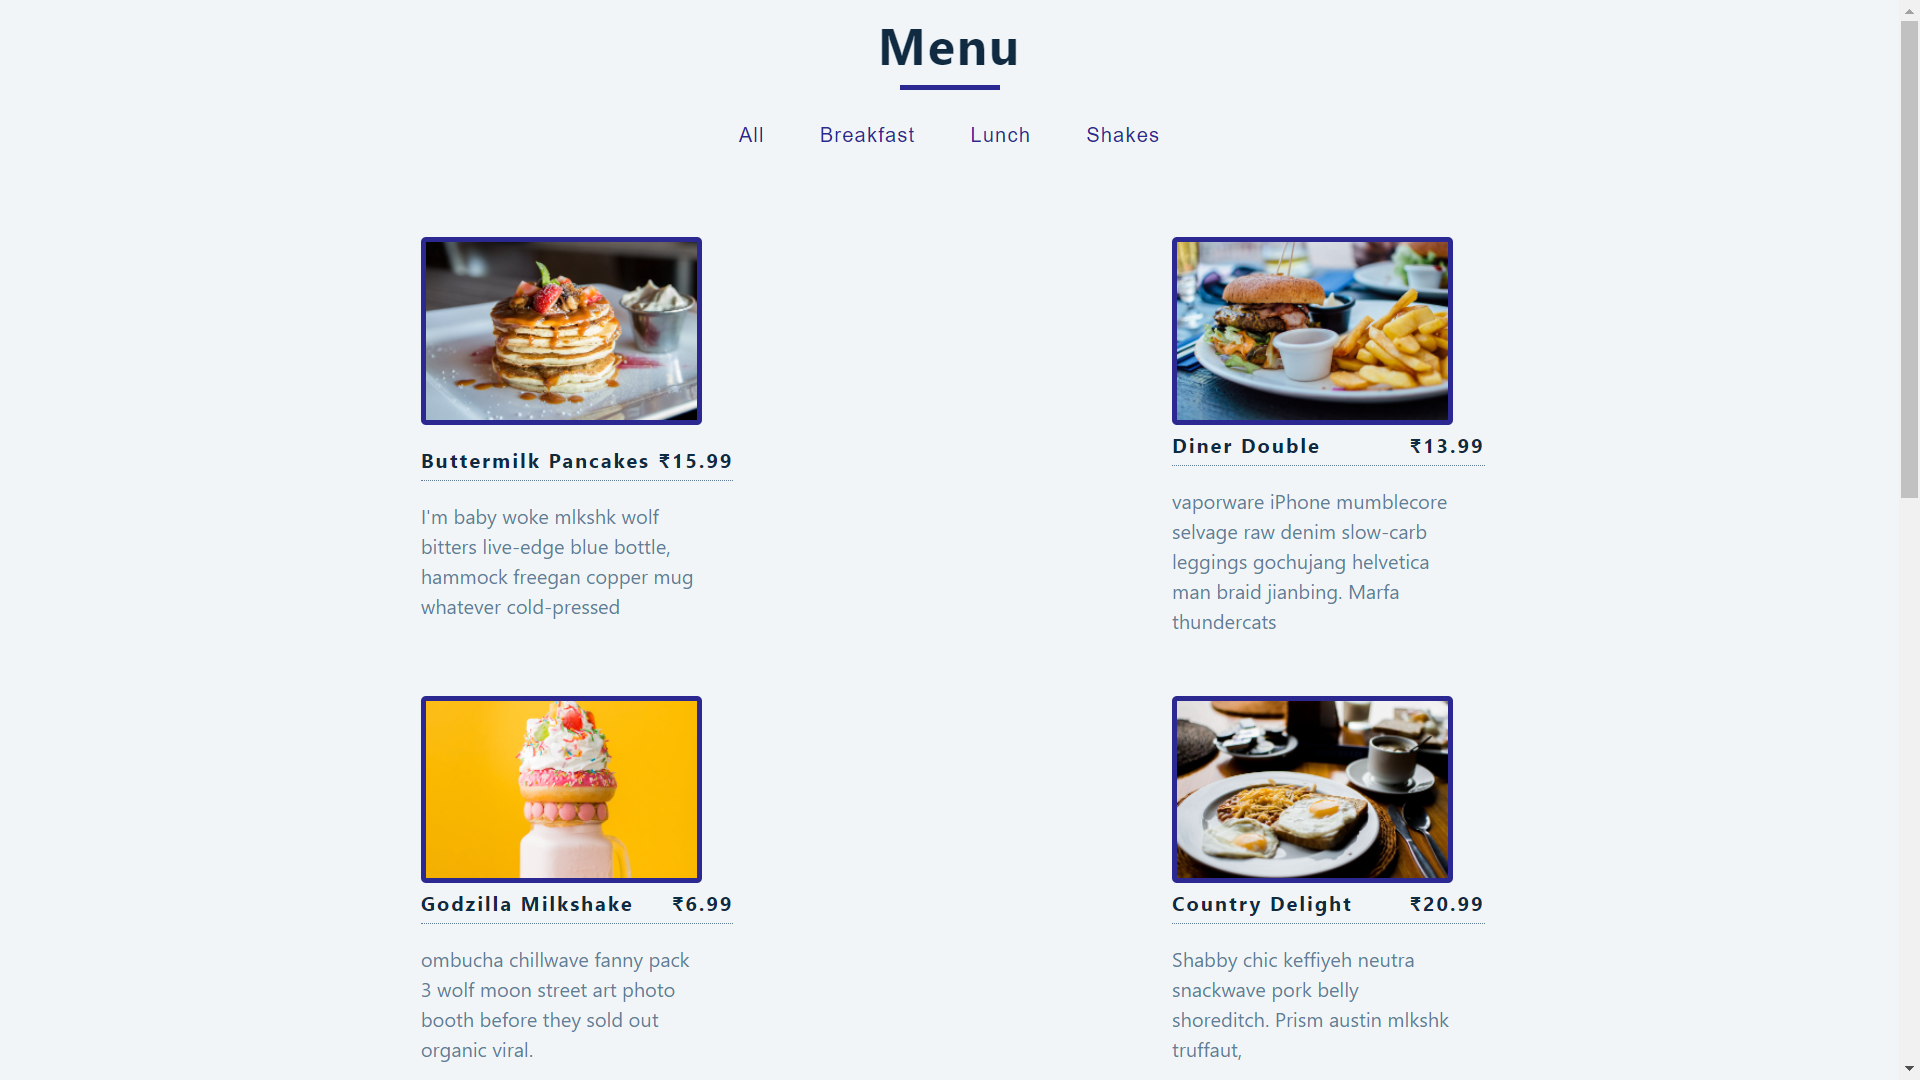 Menu
All
Breakfast
Lunch
Shakes
Buttermilk Pancakes ₹15.99
I'm baby woke mlkshk wolf
bitters live-edge blue bottle,
hammock freegan copper mug
whatever cold-pressed
Diner Double ₹13.99
vaporware iPhone mumblecore
selvage raw denim slow-carb
leggings gochujang helvetica
man braid jianbing. Marfa
thundercats
Godzilla Milkshake ₹6.99
ombucha chillwave fanny pack
3 wolf moon street art photo
booth before they sold out
organic viral.
Country Delight ₹20.99
Shabby chic keffiyeh neutra
snackwave pork belly
shoreditch. Prism austin mlkshk
truffaut,